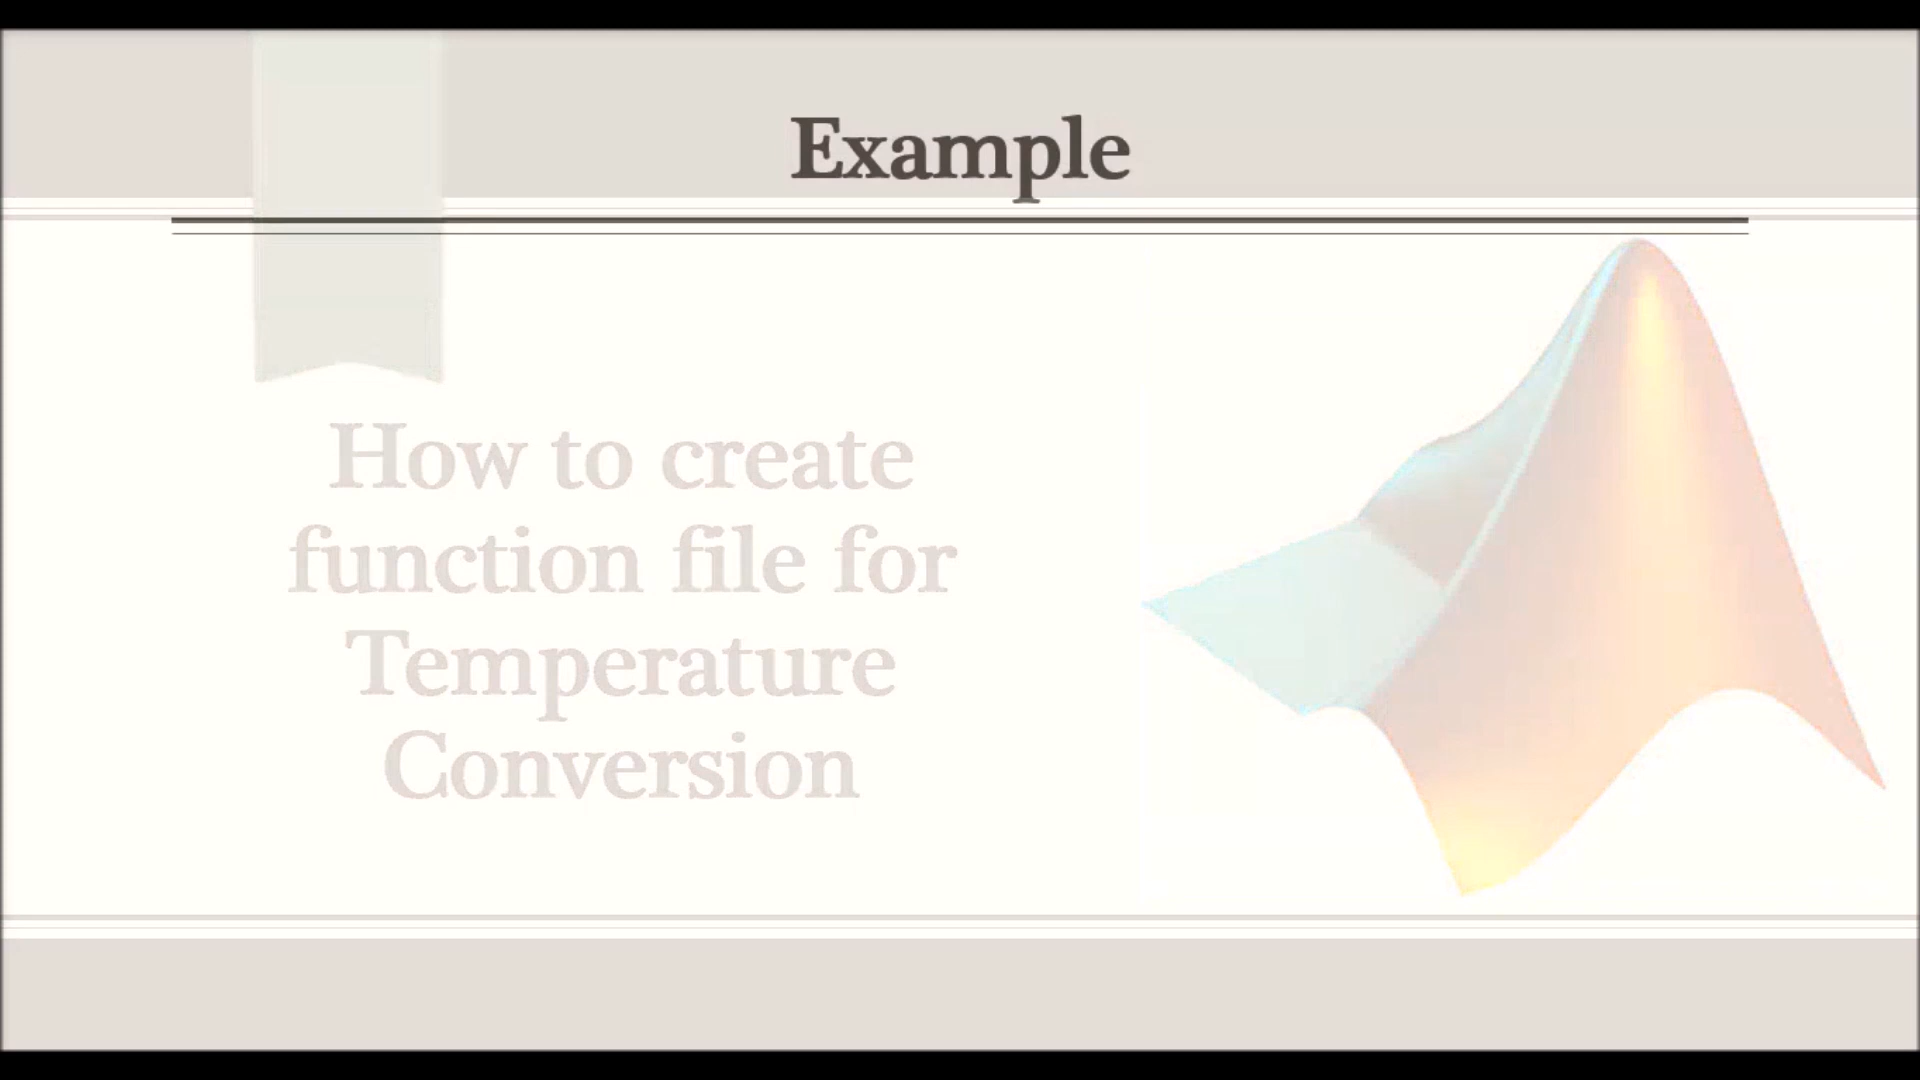 Example
How to create
function file for
Temperature
Conversion